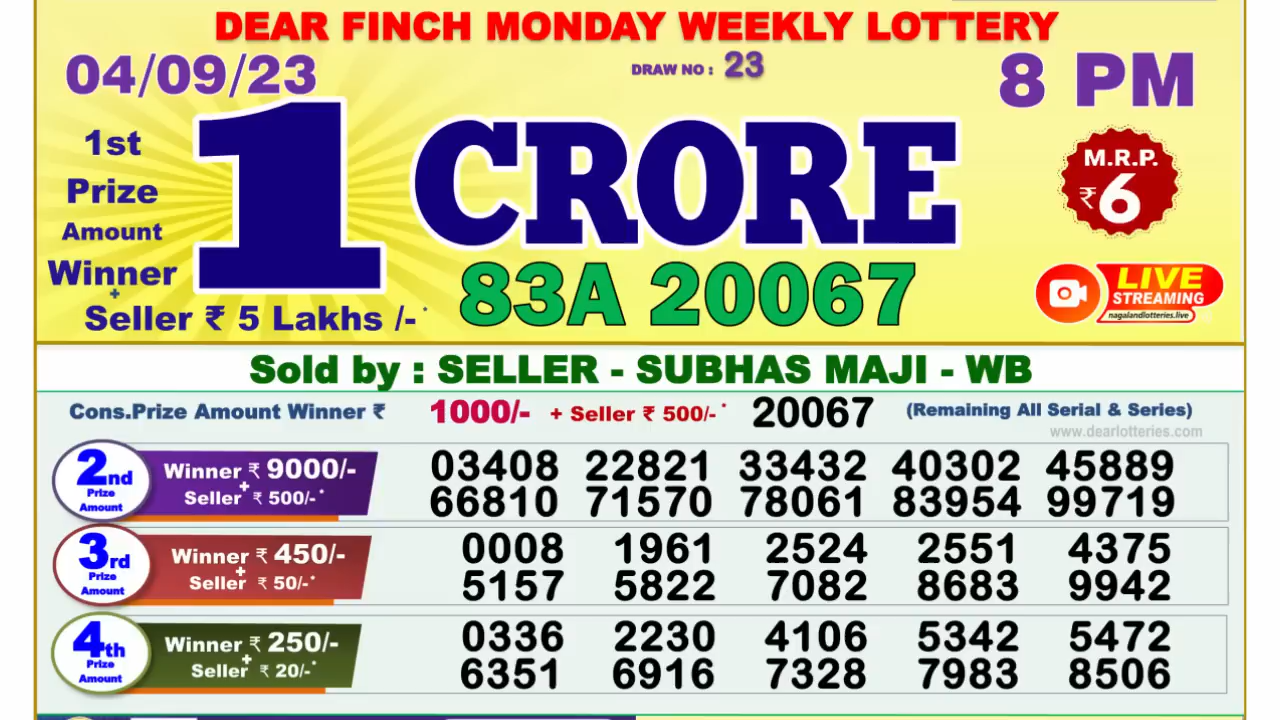 DEAR FINCH MONDAY WEEKLY LOTTERY
04/09/23
DRAW NO : 23
8 PM
1st
Prize
Amount
Winner
+
Seller ₹ 5 Lakhs /-*
1 CRORE
83A 20067
M.R.P.
₹6
LIVE
STREAMING
nagalandlotteries.live
Sold by : SELLER - SUBHAS MAJI - WB
Cons.Prize Amount Winner ₹ 1000/- + Seller ₹ 500/-* 20067 (Remaining All Serial & Series)
www.dearlotteries.com
2nd
Prize
Amount
Winner ₹ 9000/-
+
Seller ₹ 500/-*
03408 22821 33432 40302 45889
66810 71570 78061 83954 99719
3rd
Prize
Amount
Winner ₹ 450/-
+
Seller ₹ 50/-*
0008 1961 2524 2551 4375
5157 5822 7082 8683 9942
4th
Prize
Amount
Winner ₹ 250/-
+
Seller ₹ 20/-*
0336 2230 4106 5342 5472
6351 6916 7328 7983 8506